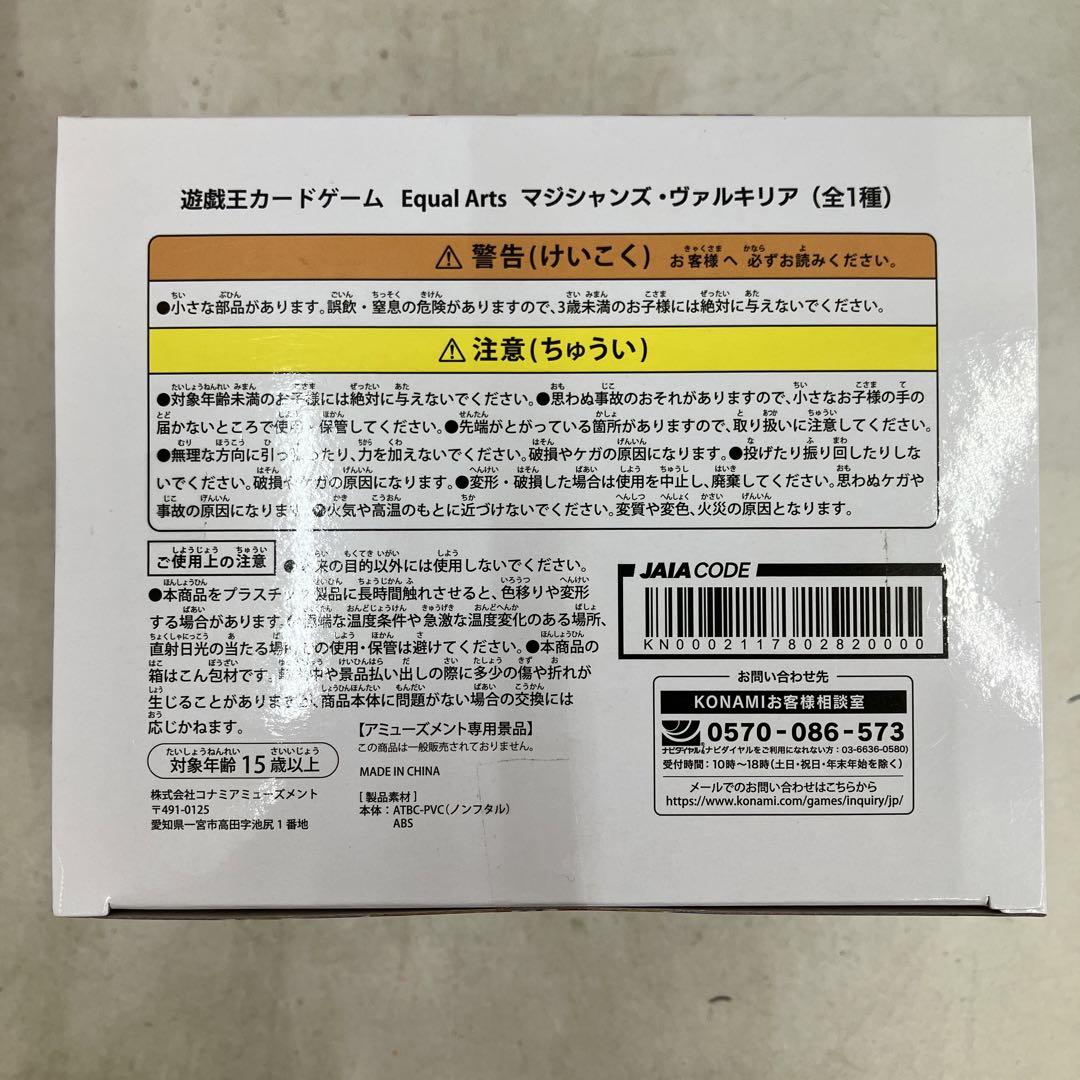 遊戯王カードゲーム Equal Arts マジシャンズ・ヴァルキリア（全1種）
⚠ 警告(けいこく) お客様へ 必ずお読みください。
●小さな部品があります。誤飲・窒息の危険がありますので、3歳未満のお子様には絶対に与えないでください。
⚠ 注意(ちゅうい)
●対象年齢未満のお子様には絶対に与えないでください。●思わぬ事故のおそれがありますので、小さなお子様の手の
届かないところで使用・保管してください。●先端がとがっている箇所がありますので、取り扱いに注意してください。
●無理な方向に引っ ったり、力を加えないでください。破損やケガの原因になります。●投げたり振り回したりしな
いでください。破損やケガの原因になります。●変形・破損した場合は使用を中止し、廃棄してください。思わぬケガや
事故の原因になります ●火気や高温のもとに近づけないでください。変質や変色、火災の原因となります。
ご使用上の注意 ● 来の目的以外には使用しないでください。
●本商品をプラスチック製品に長時間触れさせると、色移りや変形
する場合があります。 端な温度条件や急激な温度変化のある場所、
直射日光の当たる場所 の使用・保管は避けてください。●本商品の
箱はこん包材です。 中や景品払い出しの際に多少の傷や折れが
生じることがありますが、商品本体に問題がない場合の交換には
応じかねます。
対象年齢 15歳以上
株式会社コナミアミューズメント
〒491-0125
愛知県一宮市高田字池尻1番地
【アミューズメント専用景品】
この商品は一般販売されておりません。
MADE IN CHINA
[ 製品素材 ]
本体：ATBC-PVC(ノンフタル)
ABS
JAIA CODE
KN0002117802820000
お問い合わせ先
KONAMIお客様相談室
0570-086-573
ナビダイヤル (ナビダイヤルをご利用になれない方：03-6636-0580)
受付時間：10時～18時(土日・祝日・年末年始を除く)
メールでのお問い合わせはこちらから
https://www.konami.com/games/inquiry/jp/